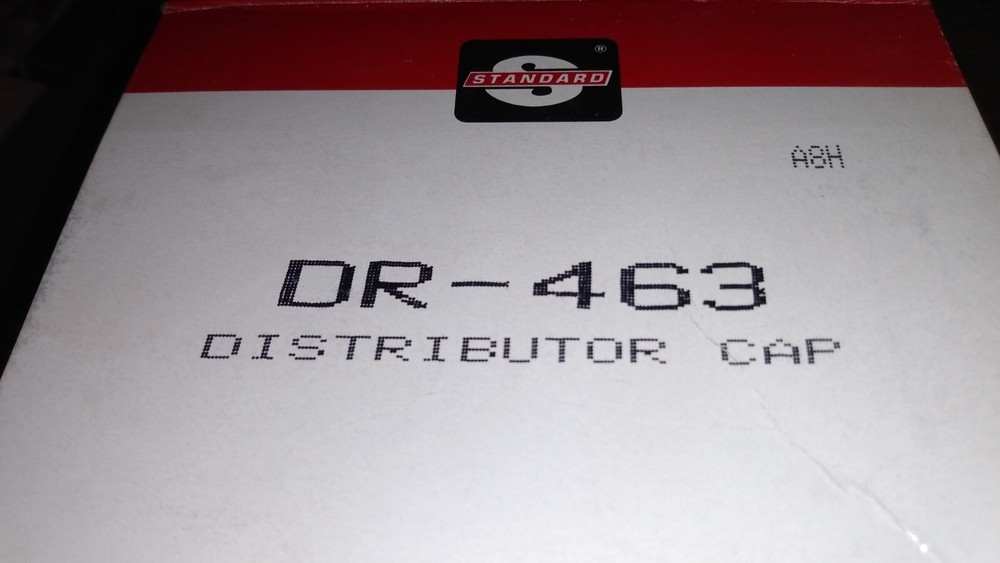 STANDARD®
A8H
DR-463
DISTRIBUTOR CAP